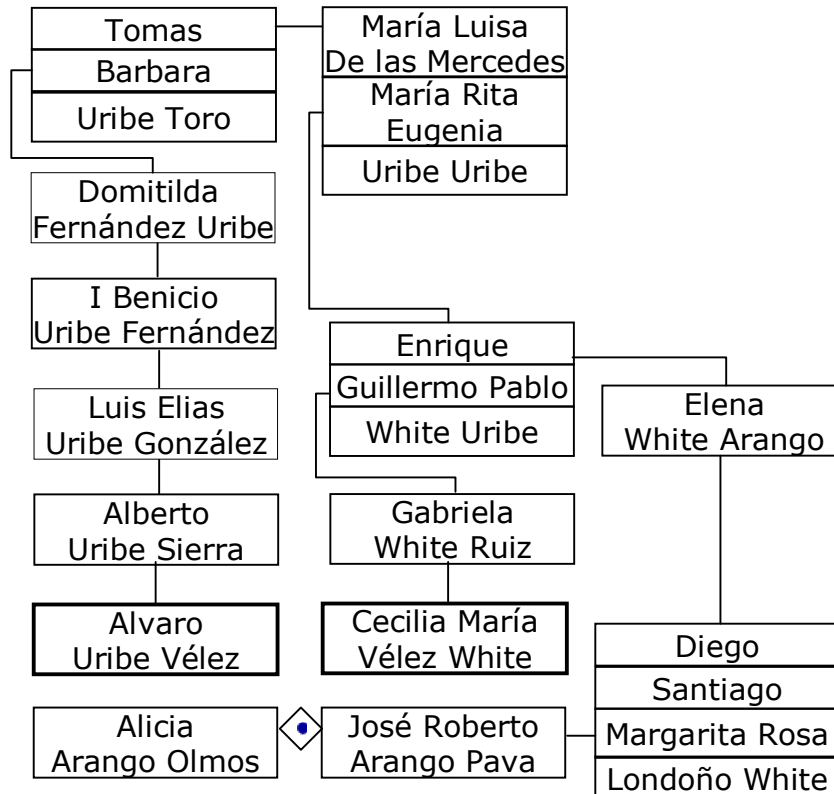 Tomas
Barbara
Uribe Toro
María Luisa
De las Mercedes
María Rita
Eugenia
Uribe Uribe
Domitilda
Fernández Uribe
I Benicio
Uribe Fernández
Luis Elias
Uribe González
Alberto
Uribe Sierra
Alvaro
Uribe Vélez
Enrique
Guillermo Pablo
White Uribe
Elena
White Arango
Gabriela
White Ruiz
Cecilia María
Vélez White
Diego
Santiago
Margarita Rosa
Londoño White
Alicia
Arango Olmos
José Roberto
Arango Pava